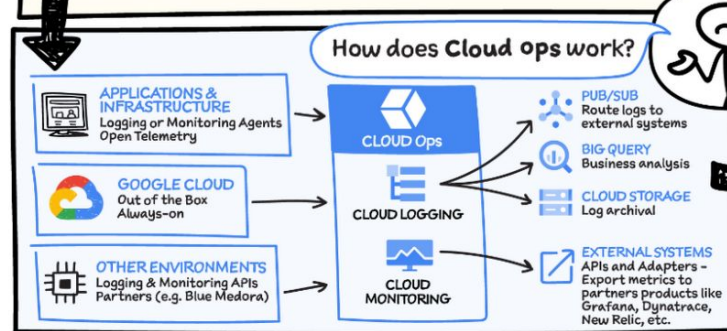 How does Cloud ops work?
APPLICATIONS &
INFRASTRUCTURE
Logging or Monitoring Agents
Open Telemetry
GOOGLE CLOUD
Out of the Box
Always-on
OTHER ENVIRONMENTS
Logging & Monitoring APIs
Partners (e.g. Blue Medora)
CLOUD Ops
CLOUD LOGGING
CLOUD
MONITORING
PUB/SUB
Route logs to
external systems
BIG QUERY
Business analysis
CLOUD STORAGE
Log archival
EXTERNAL SYSTEMS
APIs and Adapters -
Export metrics to
partners products like
Grafana, Dynatrace,
New Relic, etc.